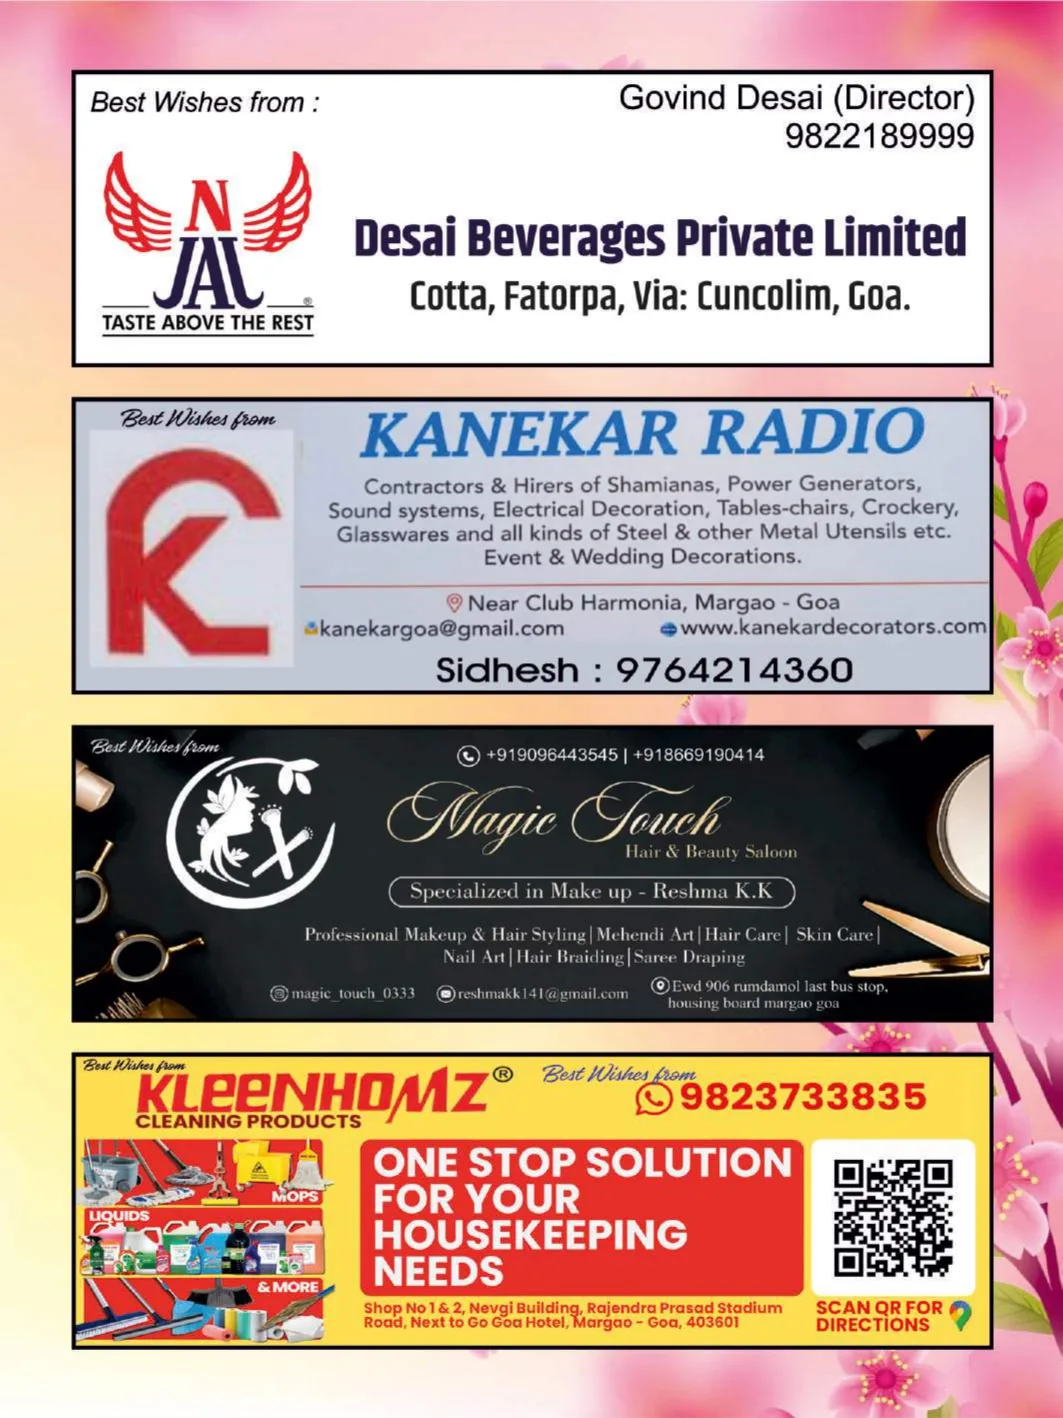 Best Wishes from :
Govind Desai (Director)
9822189999
N
JAL
®
TASTE ABOVE THE REST
Desai Beverages Private Limited
Cotta, Fatorpa, Via: Cuncolim, Goa.
Best Wishes from
K
KANEKAR RADIO
Contractors & Hirers of Shamianas, Power Generators,
Sound systems, Electrical Decoration, Tables-chairs, Crockery,
Glasswares and all kinds of Steel & other Metal Utensils etc.
Event & Wedding Decorations.
Near Club Harmonia, Margao - Goa
kanekargoa@gmail.com www.kanekardecorators.com
Sidhesh : 9764214360
Best Wishes from
+919096443545 | +918669190414
Magic Touch
Hair & Beauty Saloon
Specialized in Make up - Reshma K.K
Professional Makeup & Hair Styling|Mehendi Art|Hair Care| Skin Care|
Nail Art|Hair Braiding|Saree Draping
magic_touch_0333 reshmakk141@gmail.com Ewd 906 rumdamol last bus stop,
housing board margao goa
Best Wishes from
KLEENHOMZ®
CLEANING PRODUCTS
Best Wishes from
9823733835
MOPS
LIQUIDS
& MORE
ONE STOP SOLUTION
FOR YOUR
HOUSEKEEPING
NEEDS
Shop No 1 & 2, Nevgi Building, Rajendra Prasad Stadium
Road, Next to Go Goa Hotel, Margao - Goa, 403601
SCAN QR FOR
DIRECTIONS